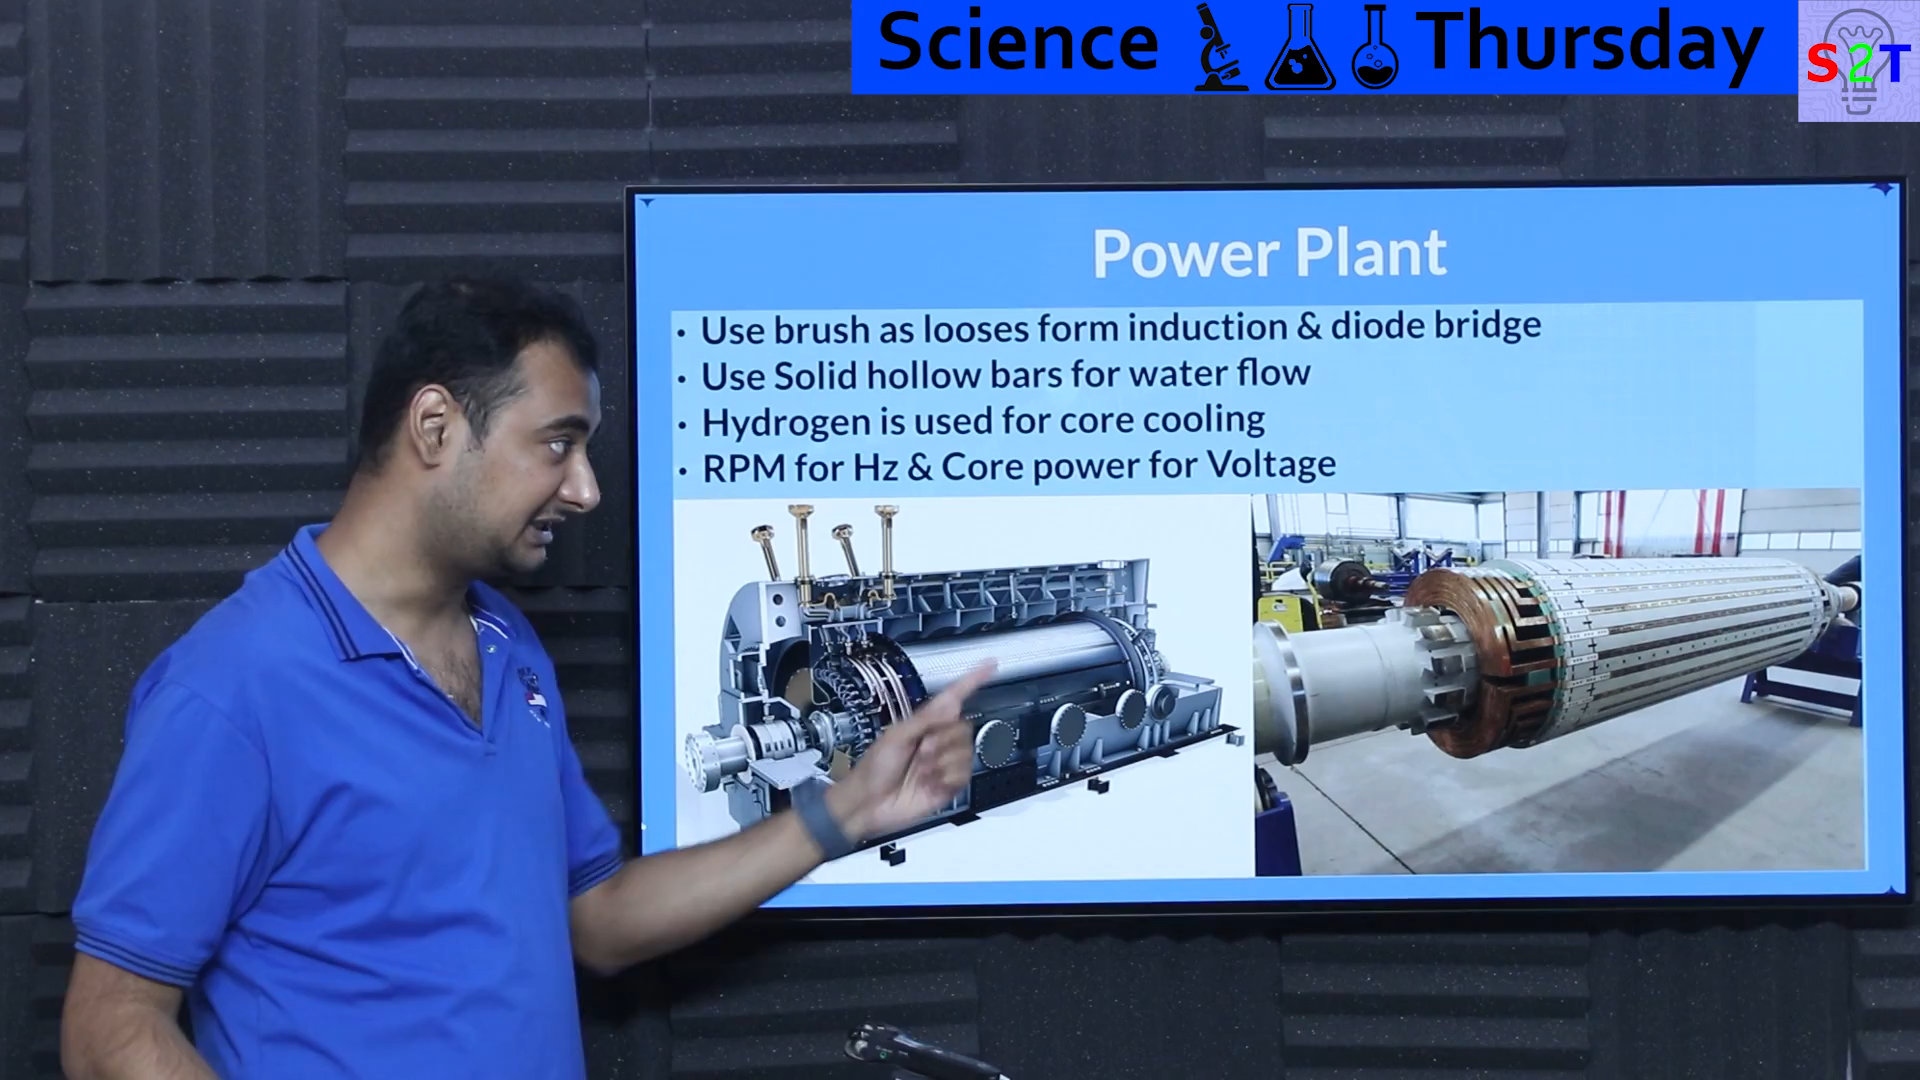 Science Thursday
S2T
Power Plant
• Use brush as looses form induction & diode bridge
• Use Solid hollow bars for water flow
• Hydrogen is used for core cooling
• RPM for Hz & Core power for Voltage